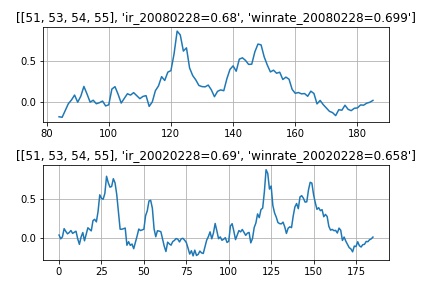 [[51, 53, 54, 55], 'ir_20080228=0.68', 'winrate_20080228=0.699']
0.5
0.0
80 100 120 140 160 180
[[51, 53, 54, 55], 'ir_20020228=0.69', 'winrate_20020228=0.658']
0.5
0.0
0 25 50 75 100 125 150 175